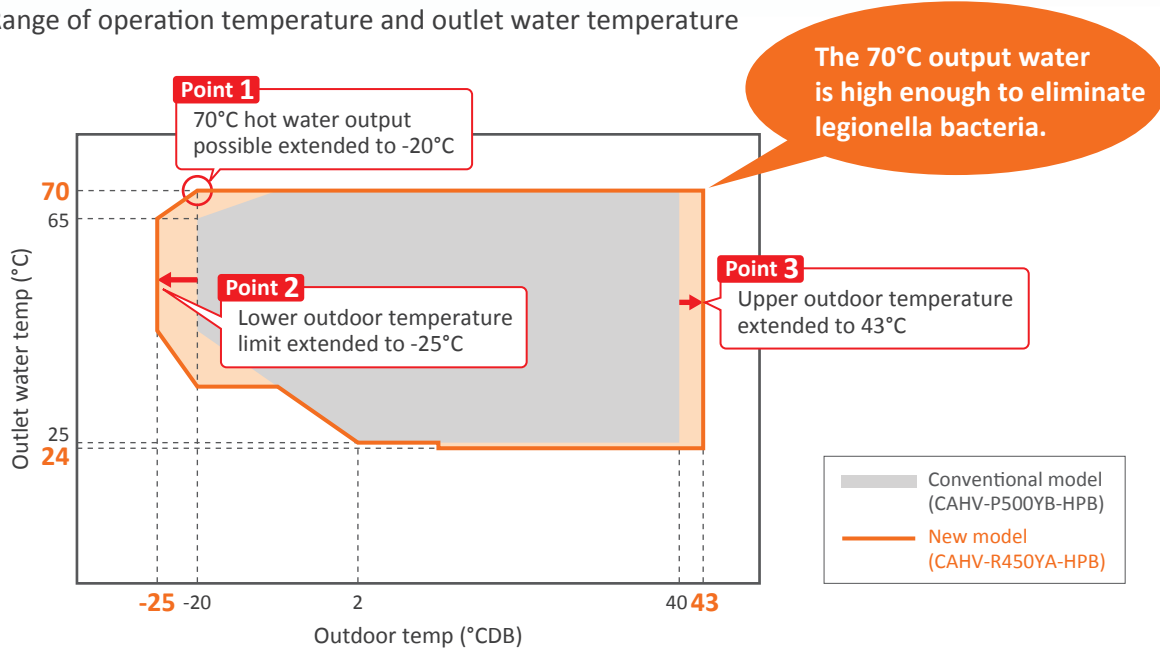 ange of operation temperature and outlet water temperature
The 70°C output water
is high enough to eliminate
legionella bacteria.
Point 1
70°C hot water output
possible extended to -20°C
70
65
Point 2
Lower outdoor temperature
limit extended to -25°C
Point 3
Upper outdoor temperature
extended to 43°C
Outlet water temp (°C)
25
24
Conventional model
(CAHV-P500YB-HPB)
New model
(CAHV-R450YA-HPB)
-25 -20 2 40 43
Outdoor temp (°CDB)